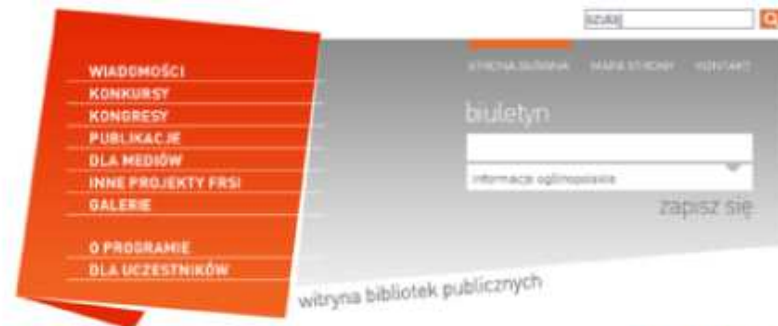 szukaj
STRONA GŁÓWNA MAPA STRONY KONTAKT
WIADOMOŚCI
KONKURSY
KONGRESY
PUBLIKACJE
DLA MEDIÓW
INNE PROJEKTY FRSI
GALERIE
O PROGRAMIE
DLA UCZESTNIKÓW
biuletyn
informacje ogólnopolskie
zapisz się
witryna bibliotek publicznych